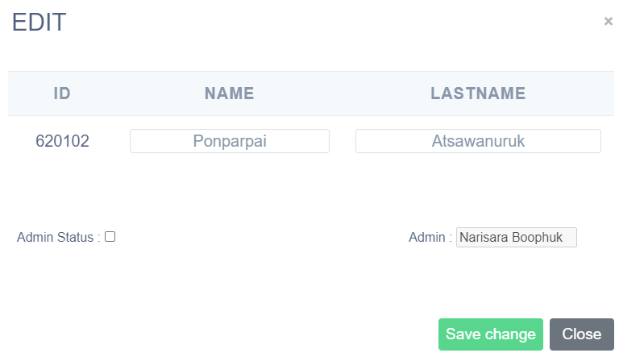 EDIT ×
ID NAME LASTNAME
620102 Ponparpai Atsawanuruk
Admin Status : Admin : Narisara Boophuk
Save change Close